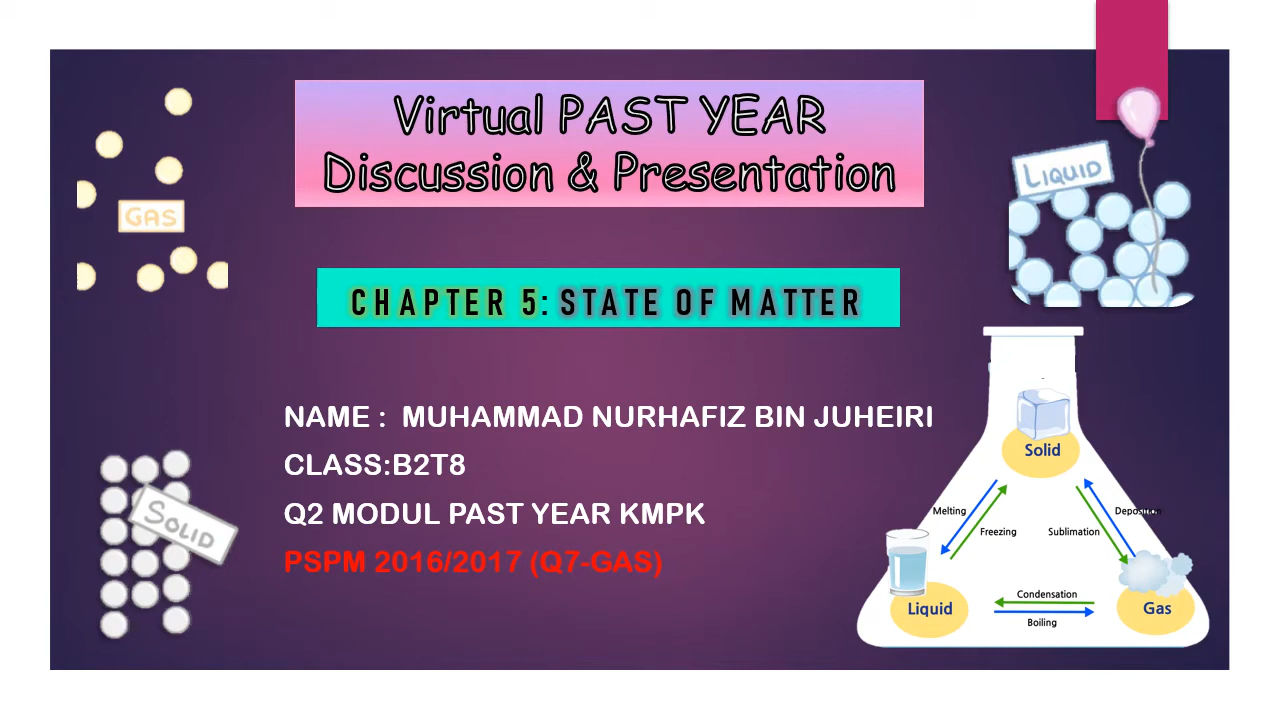 Virtual PAST YEAR
Discussion & Presentation
GAS
LIQUID
CHAPTER 5: STATE OF MATTER
NAME : MUHAMMAD NURHAFIZ BIN JUHEIRI
CLASS:B2T8
Q2 MODUL PAST YEAR KMPK
PSPM 2016/2017 (Q7-GAS)
SOLID
Solid
Melting
Freezing
Sublimation
Deposition
Liquid
Condensation
Boiling
Gas